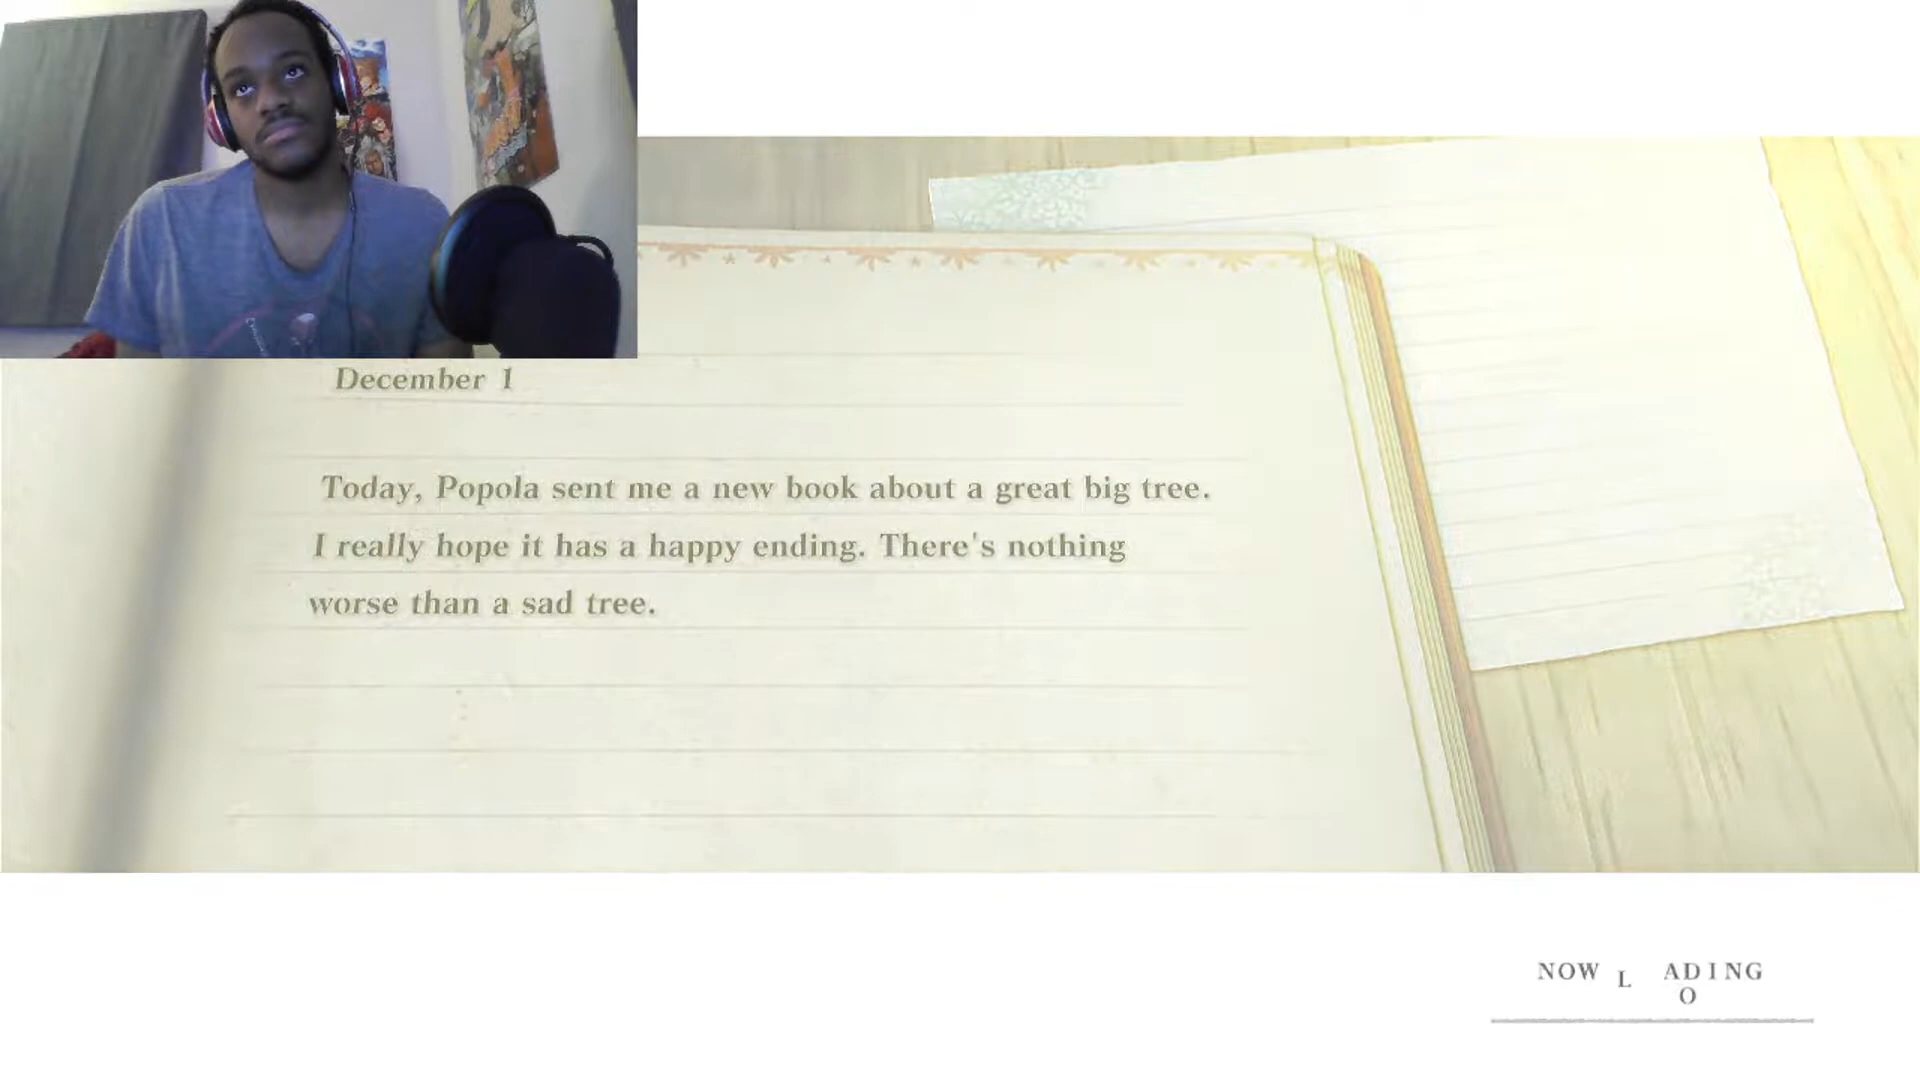 December 1
Today, Popola sent me a new book about a great big tree.
I really hope it has a happy ending. There's nothing
worse than a sad tree.
NOW LOADING